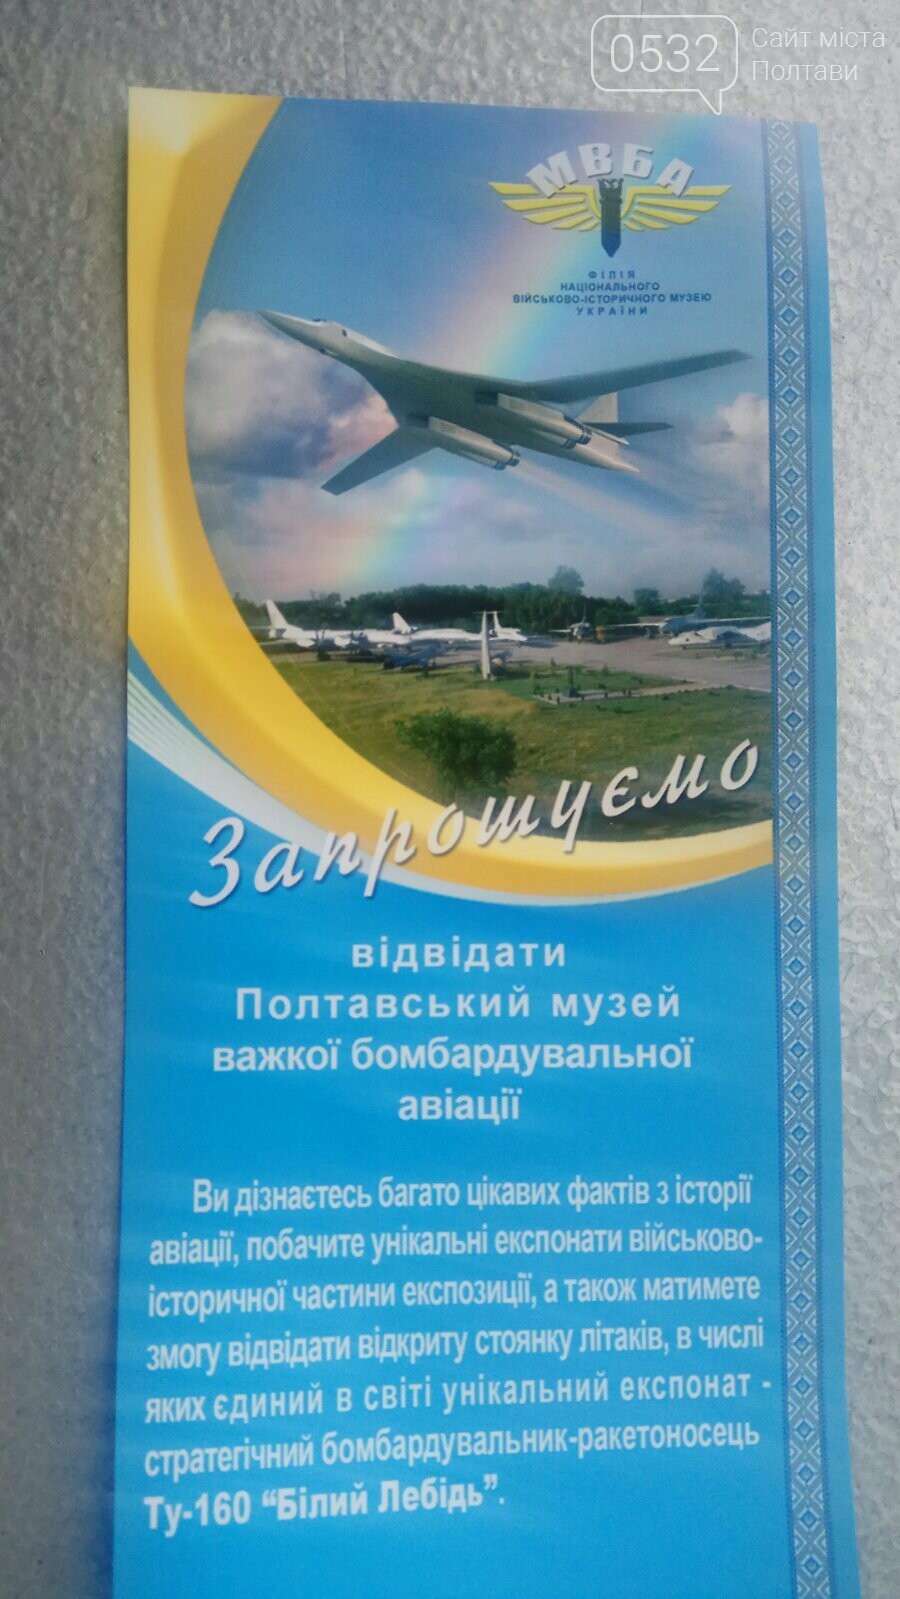 0532
Сайт міста
Полтави
МВБА
ФІЛІЯ
НАЦІОНАЛЬНОГО
ВІЙСЬКОВО-ІСТОРИЧНОГО МУЗЕЮ
УКРАЇНИ
Запрошуємо
відвідати
Полтавський музей
важкої бомбардувальної
авіації
Ви дізнаєтесь багато цікавих фактів з історії
авіації, побачите унікальні експонати військово-
історичної частини експозиції, а також матимете
змогу відвідати відкриту стоянку літаків, в числі
яких єдиний в світі унікальний експонат -
стратегічний бомбардувальник-ракетоносець
Ту-160 “Білий Лебідь”.